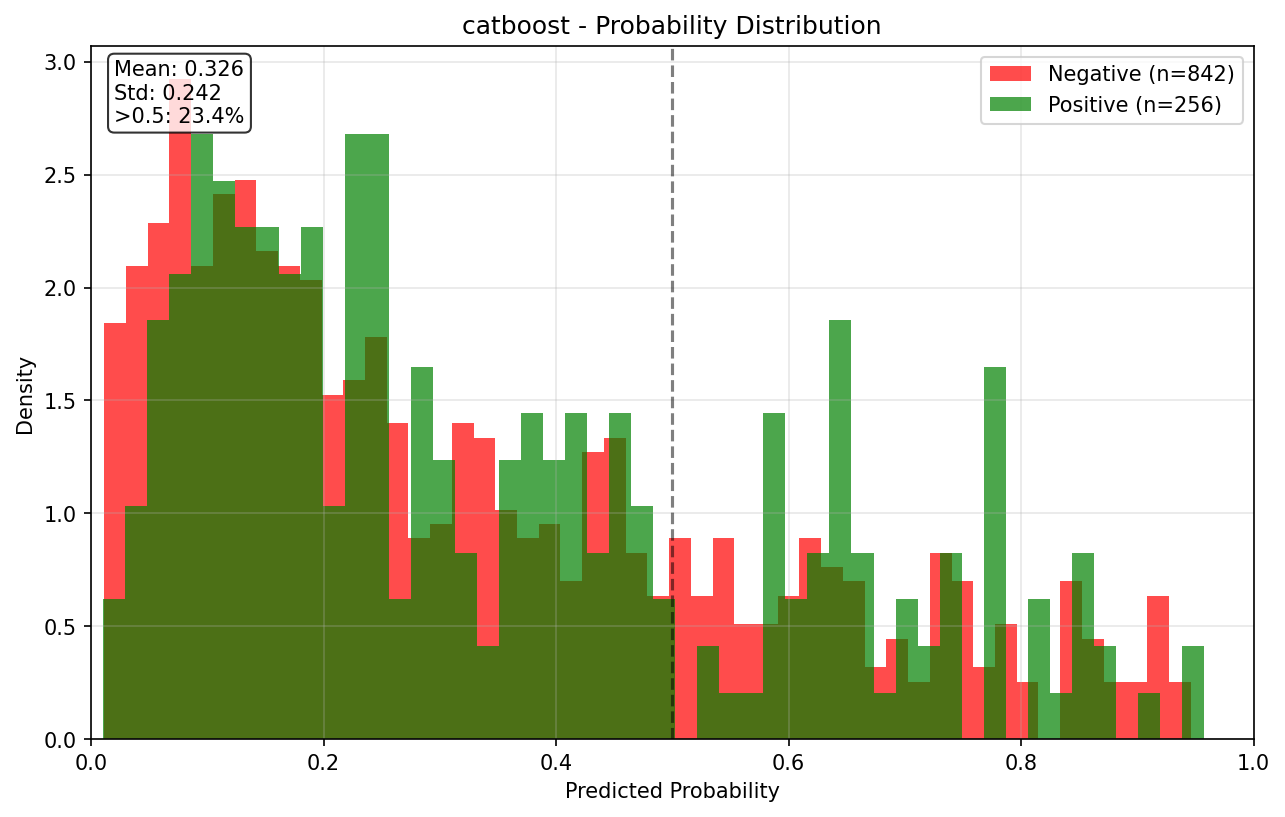 catboost - Probability Distribution
Mean: 0.326
Std: 0.242
>0.5: 23.4%
Negative (n=842)
Positive (n=256)
3.0
2.5
2.0
1.5
1.0
0.5
0.0
Density
0.0 0.2 0.4 0.6 0.8 1.0
Predicted Probability